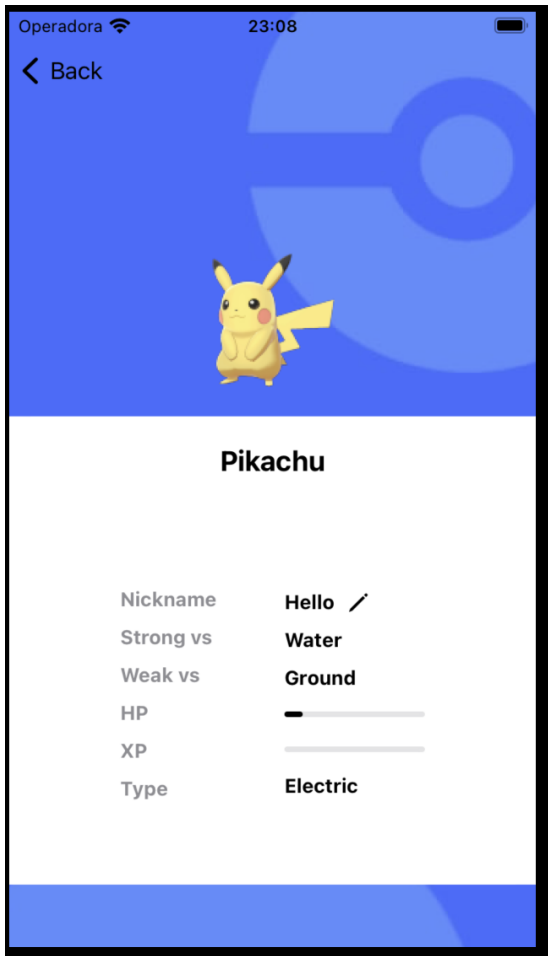 Operadora 23:08
Back
Pikachu
Nickname Hello
Strong vs Water
Weak vs Ground
HP
XP
Type Electric